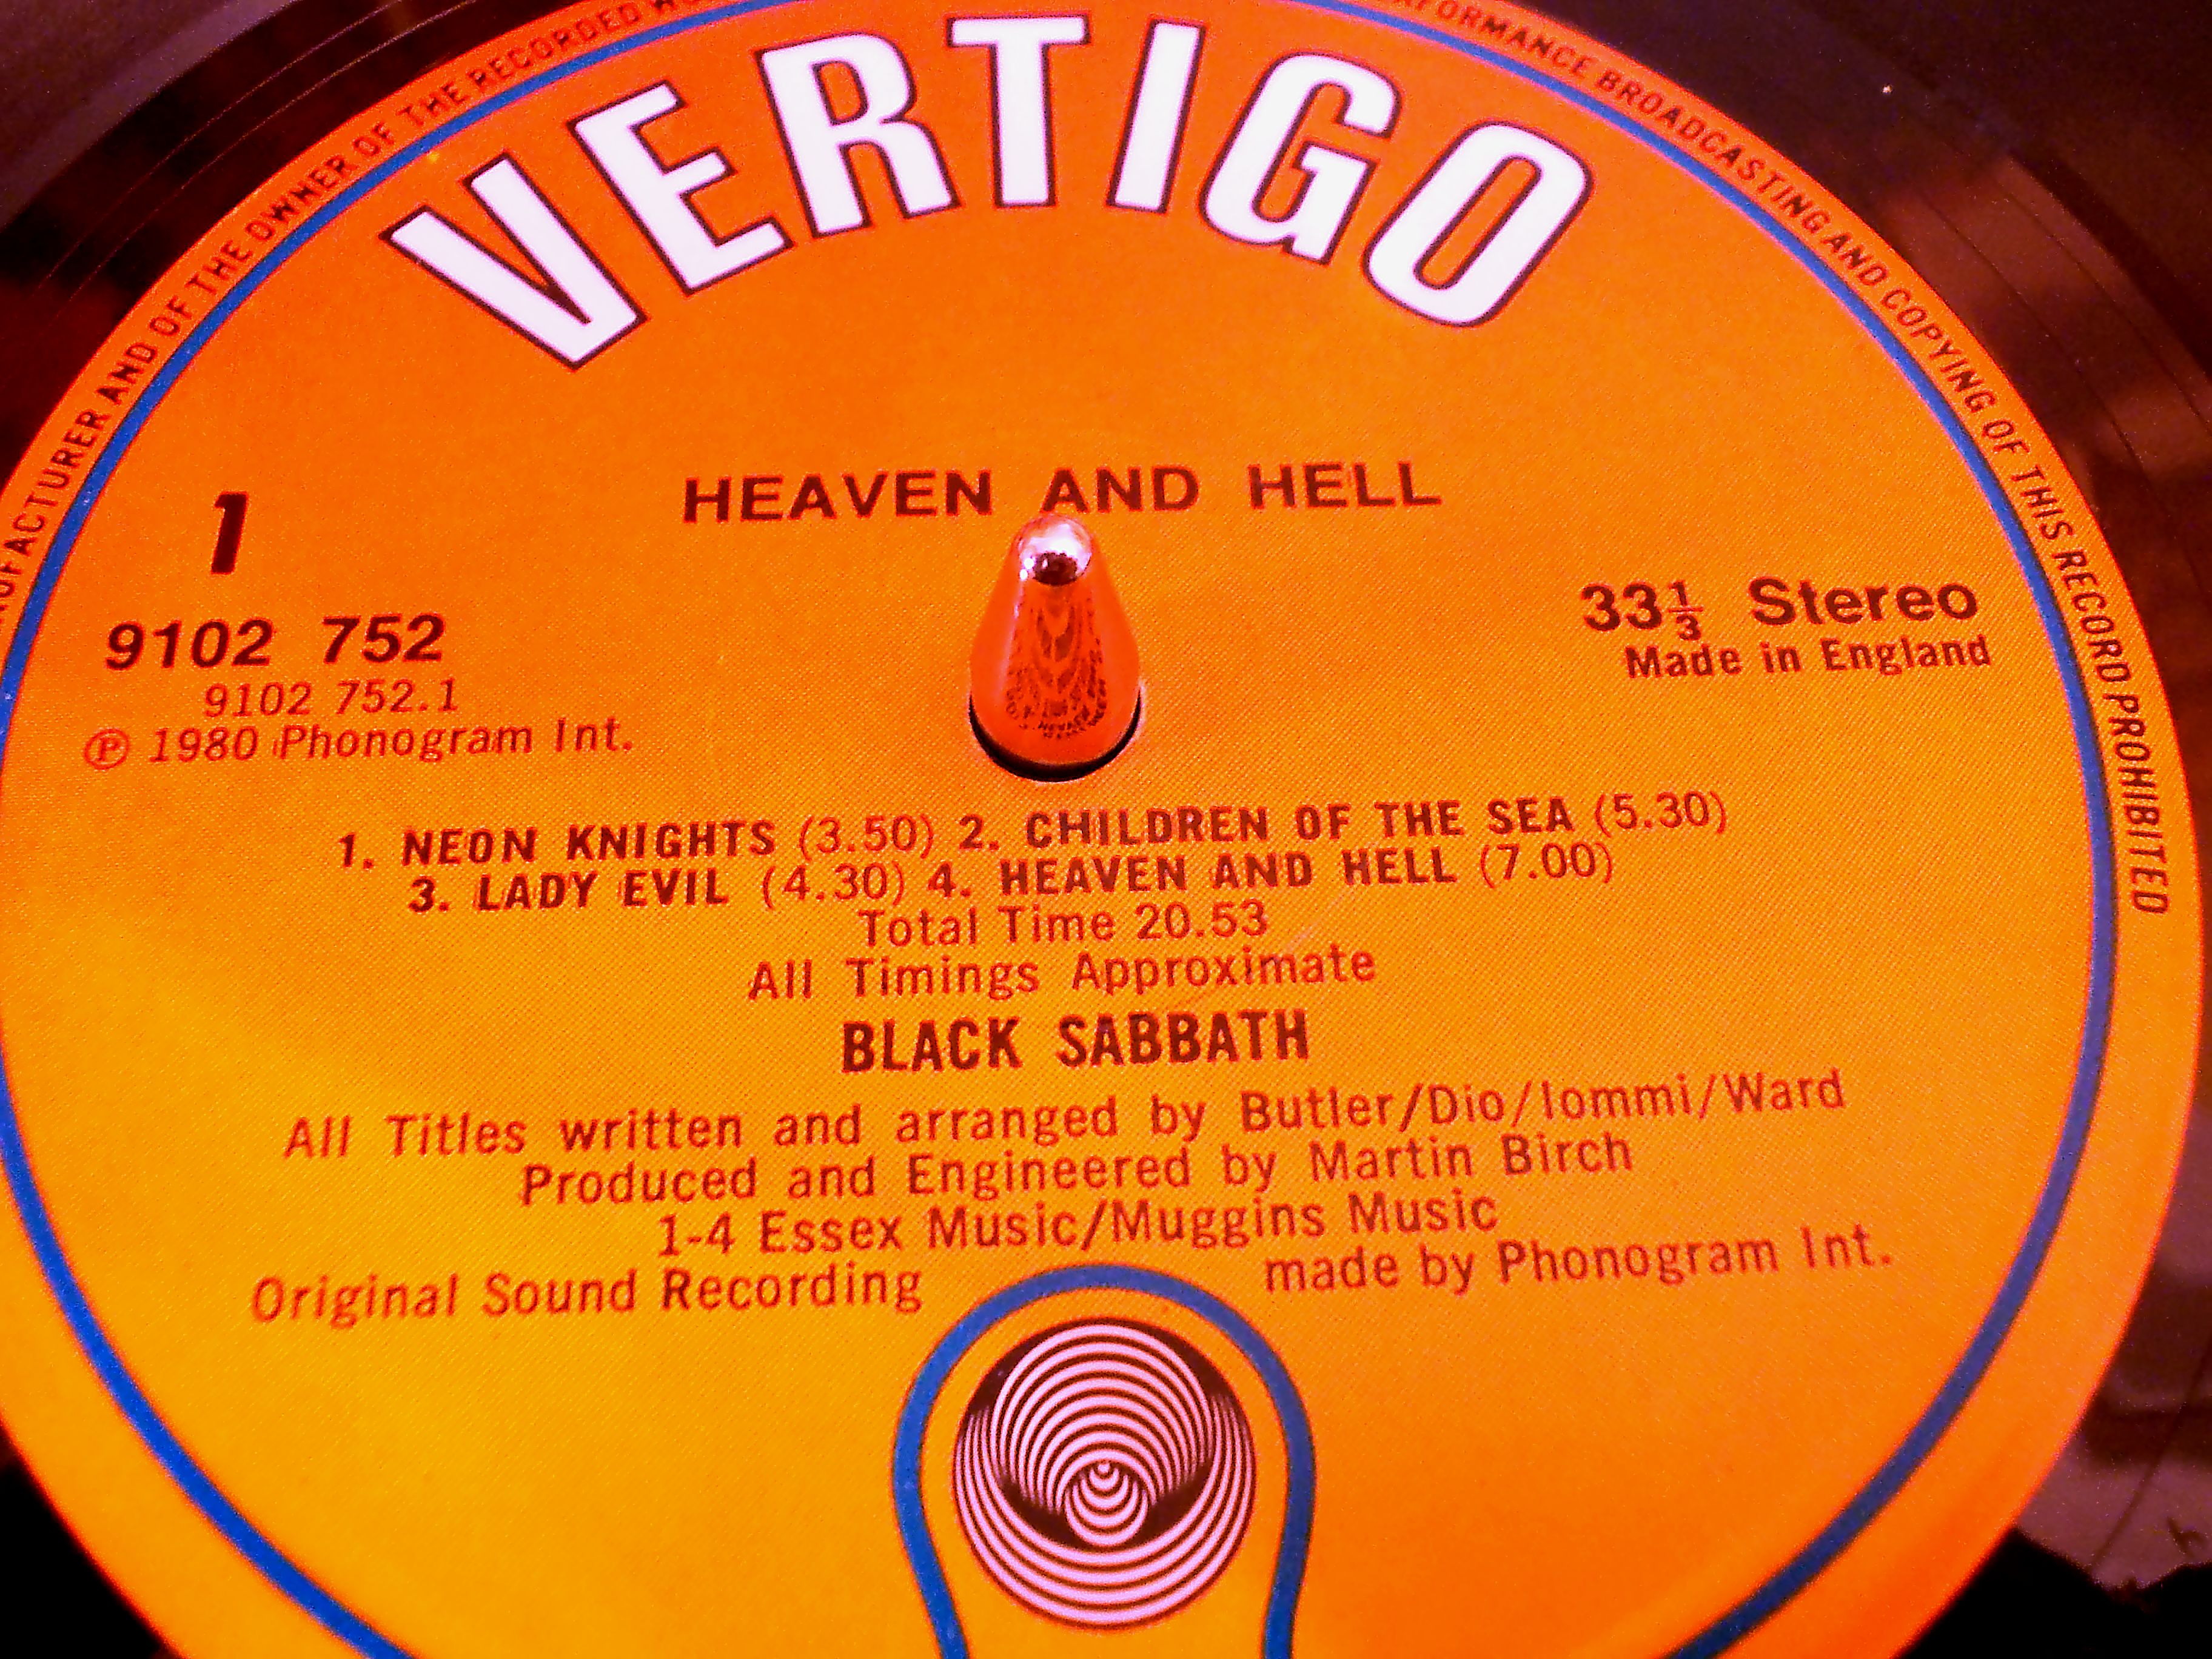 OFACTURER AND OF THE OWNER OF THE RECORDED
PERFORMANCE BROADCASTING AND COPYING OF THIS RECORD PROHIBITED
VERTIGO
HEAVEN AND HELL
1
9102 752
9102 752.1
℗ 1980 Phonogram Int.
33⅓ Stereo
Made in England
1. NEON KNIGHTS (3.50) 2. CHILDREN OF THE SEA (5.30)
3. LADY EVIL (4.30) 4. HEAVEN AND HELL (7.00)
Total Time 20.53
All Timings Approximate
BLACK SABBATH
All Titles written and arranged by Butler/Dio/Iommi/Ward
Produced and Engineered by Martin Birch
1-4 Essex Music/Muggins Music
Original Sound Recording made by Phonogram Int.